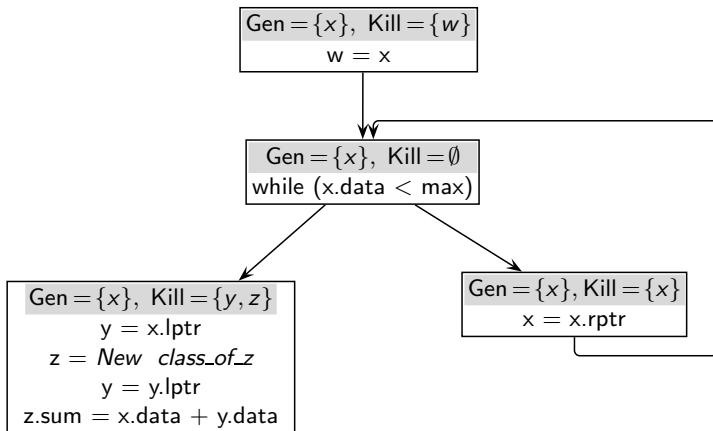 Gen = {x}, Kill = {w}
w = x
Gen = {x}, Kill = ∅
while (x.data < max)
Gen = {x}, Kill = {y, z}
y = x.lptr
z = New class_of_z
y = y.lptr
z.sum = x.data + y.data
Gen = {x}, Kill = {x}
x = x.rptr